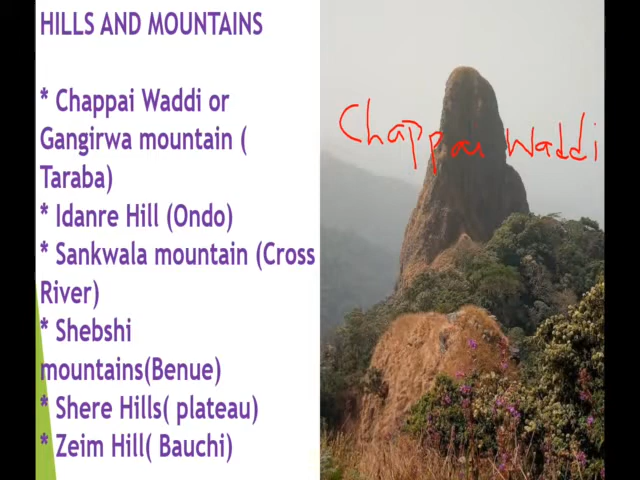 HILLS AND MOUNTAINS
* Chappai Waddi or
Gangirwa mountain (
Taraba)
* Idanre Hill (Ondo)
* Sankwala mountain (Cross
River)
* Shebshi
mountains(Benue)
* Shere Hills( plateau)
* Zeim Hill( Bauchi)
Chappai Waddi